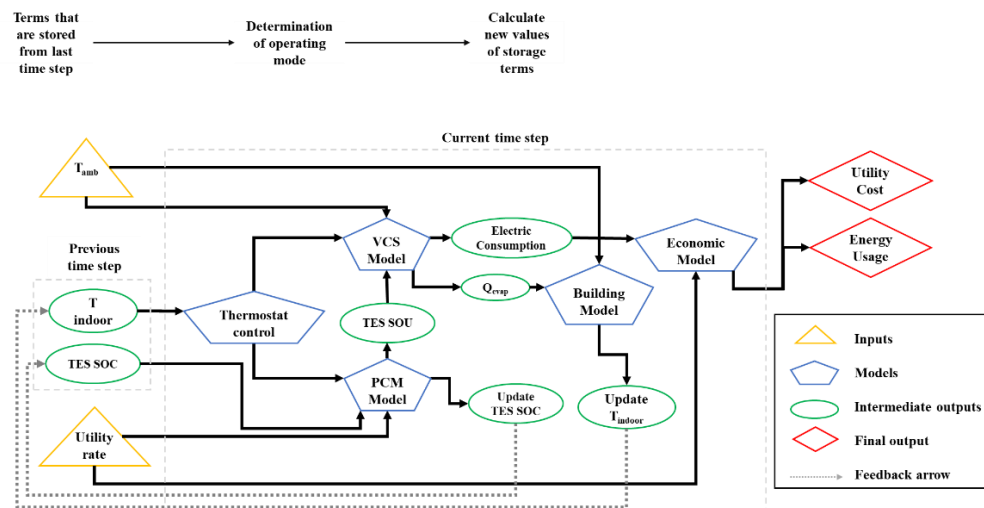 Terms that
are stored
from last
time step
Determination
of operating
mode
Calculate
new values
of storage
terms
Current time step
T_amb
Utility
Cost
VCS
Model
Electric
Consumption
Economic
Model
Energy
Usage
Previous
time step
Q_evap
Building
Model
T
indoor
Thermostat
control
TES SOU
Inputs
TES SOC
PCM
Model
Models
Update
TES SOC
Update
T_indoor
Intermediate outputs
Utility
rate
Final output
Feedback arrow